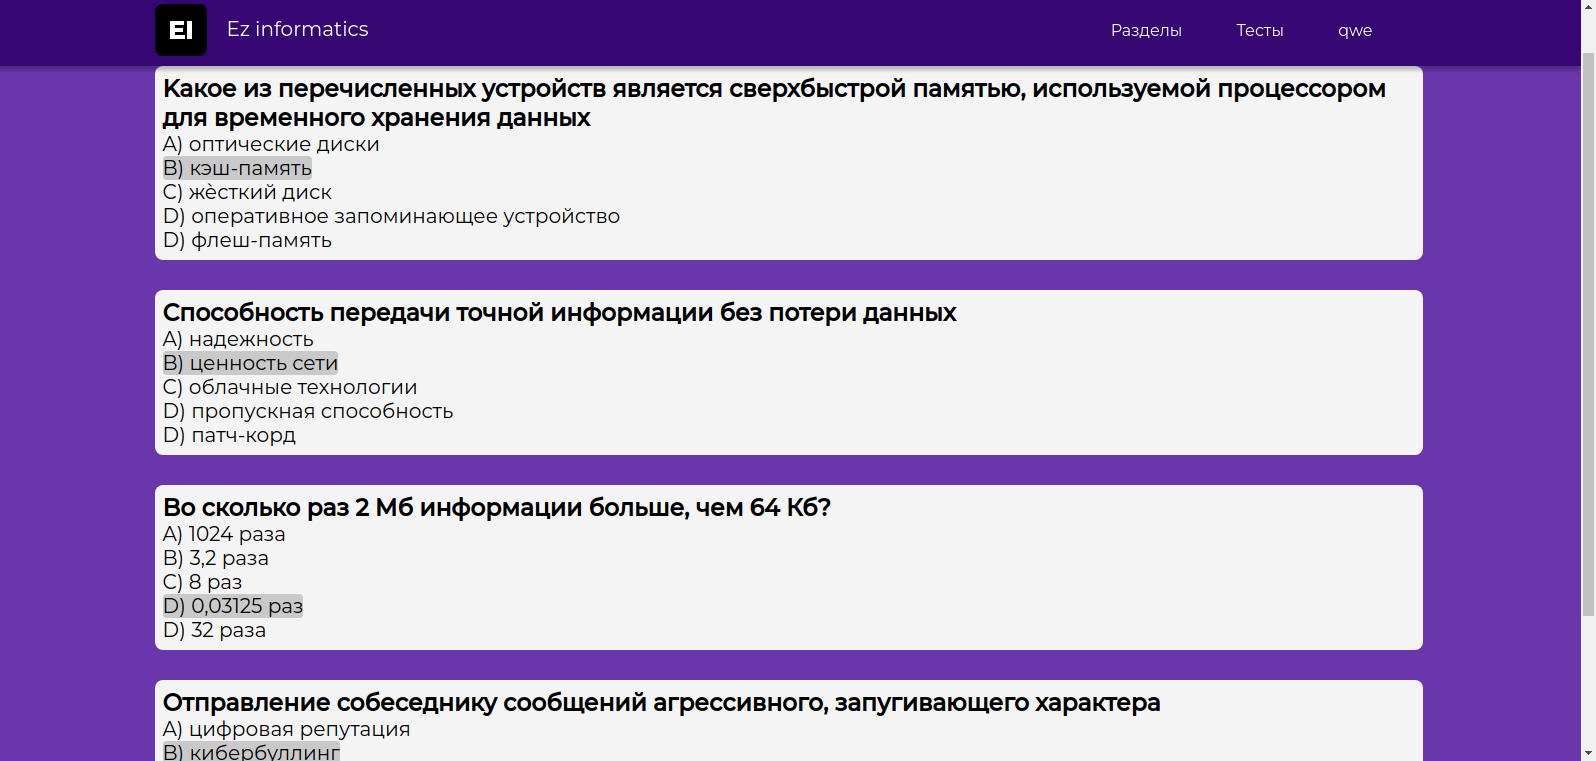 EI Ez informatics Разделы Тесты qwe
Какое из перечисленных устройств является сверхбыстрой памятью, используемой процессором
для временного хранения данных
A) оптические диски
B) кэш-память
C) жѐсткий диск
D) оперативное запоминающее устройство
D) флеш-память
Способность передачи точной информации без потери данных
A) надежность
B) ценность сети
C) облачные технологии
D) пропускная способность
D) патч-корд
Во сколько раз 2 Мб информации больше, чем 64 Кб?
A) 1024 раза
B) 3,2 раза
C) 8 раз
D) 0,03125 раз
D) 32 раза
Отправление собеседнику сообщений агрессивного, запугивающего характера
A) цифровая репутация
B) кибербуллинг